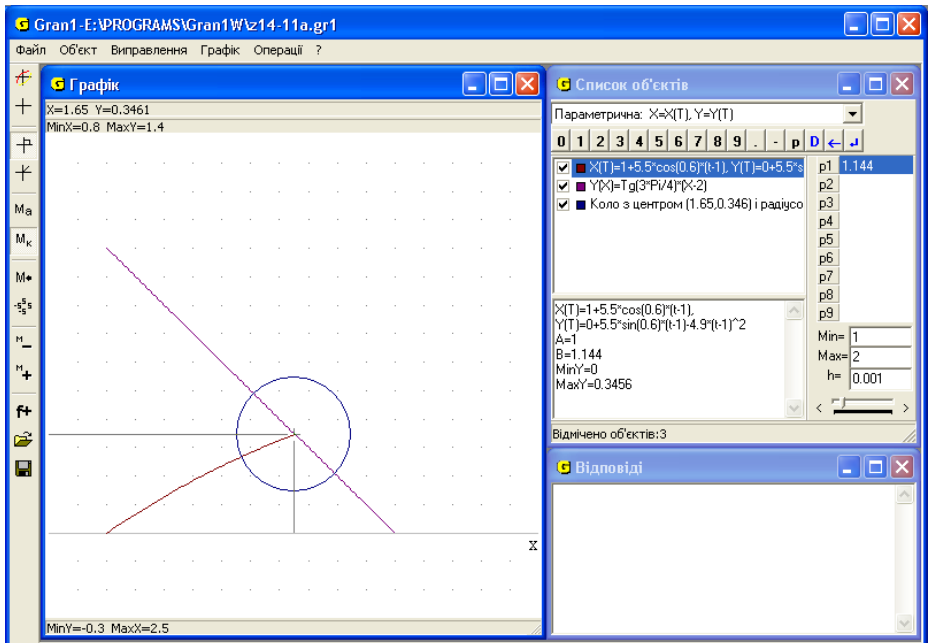 Gran1-E:\PROGRAMS\Gran1W\z14-11a.gr1
Файл Об'єкт Виправлення Графік Операції ?
Графік
X=1.65 Y=0.3461
MinX=0.8 MaxY=1.4
X
MinY=-0.3 MaxX=2.5
Ma
Mк
f+
Список об'єктів
Параметрична: X=X(T), Y=Y(T)
0 1 2 3 4 5 6 7 8 9 . - p D
X(T)=1+5.5*cos(0.6)*(t-1), Y(T)=0+5.5*s
Y(X)=Tg(3*Pi/4)*(X-2)
Коло з центром (1.65,0.346) і радіусо
p1 1.144
p2
p3
p4
p5
p6
p7
p8
p9
X(T)=1+5.5*cos(0.6)*(t-1),
Y(T)=0+5.5*sin(0.6)*(t-1)-4.9*(t-1)^2
A=1
B=1.144
MinY=0
MaxY=0.3456
Min= 1
Max= 2
h= 0.001
< >
Відмічено об'єктів:3
Відповіді